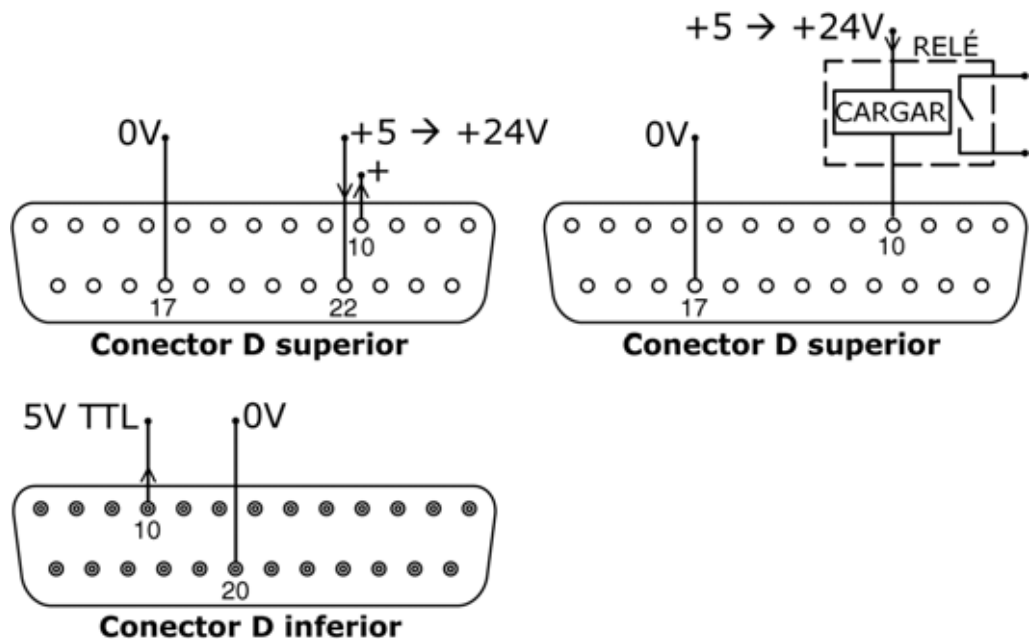 0V
+5 → +24V
+
10
17
22
Conector D superior
+5 → +24V
RELÉ
CARGAR
0V
10
17
Conector D superior
5V TTL
0V
10
20
Conector D inferior